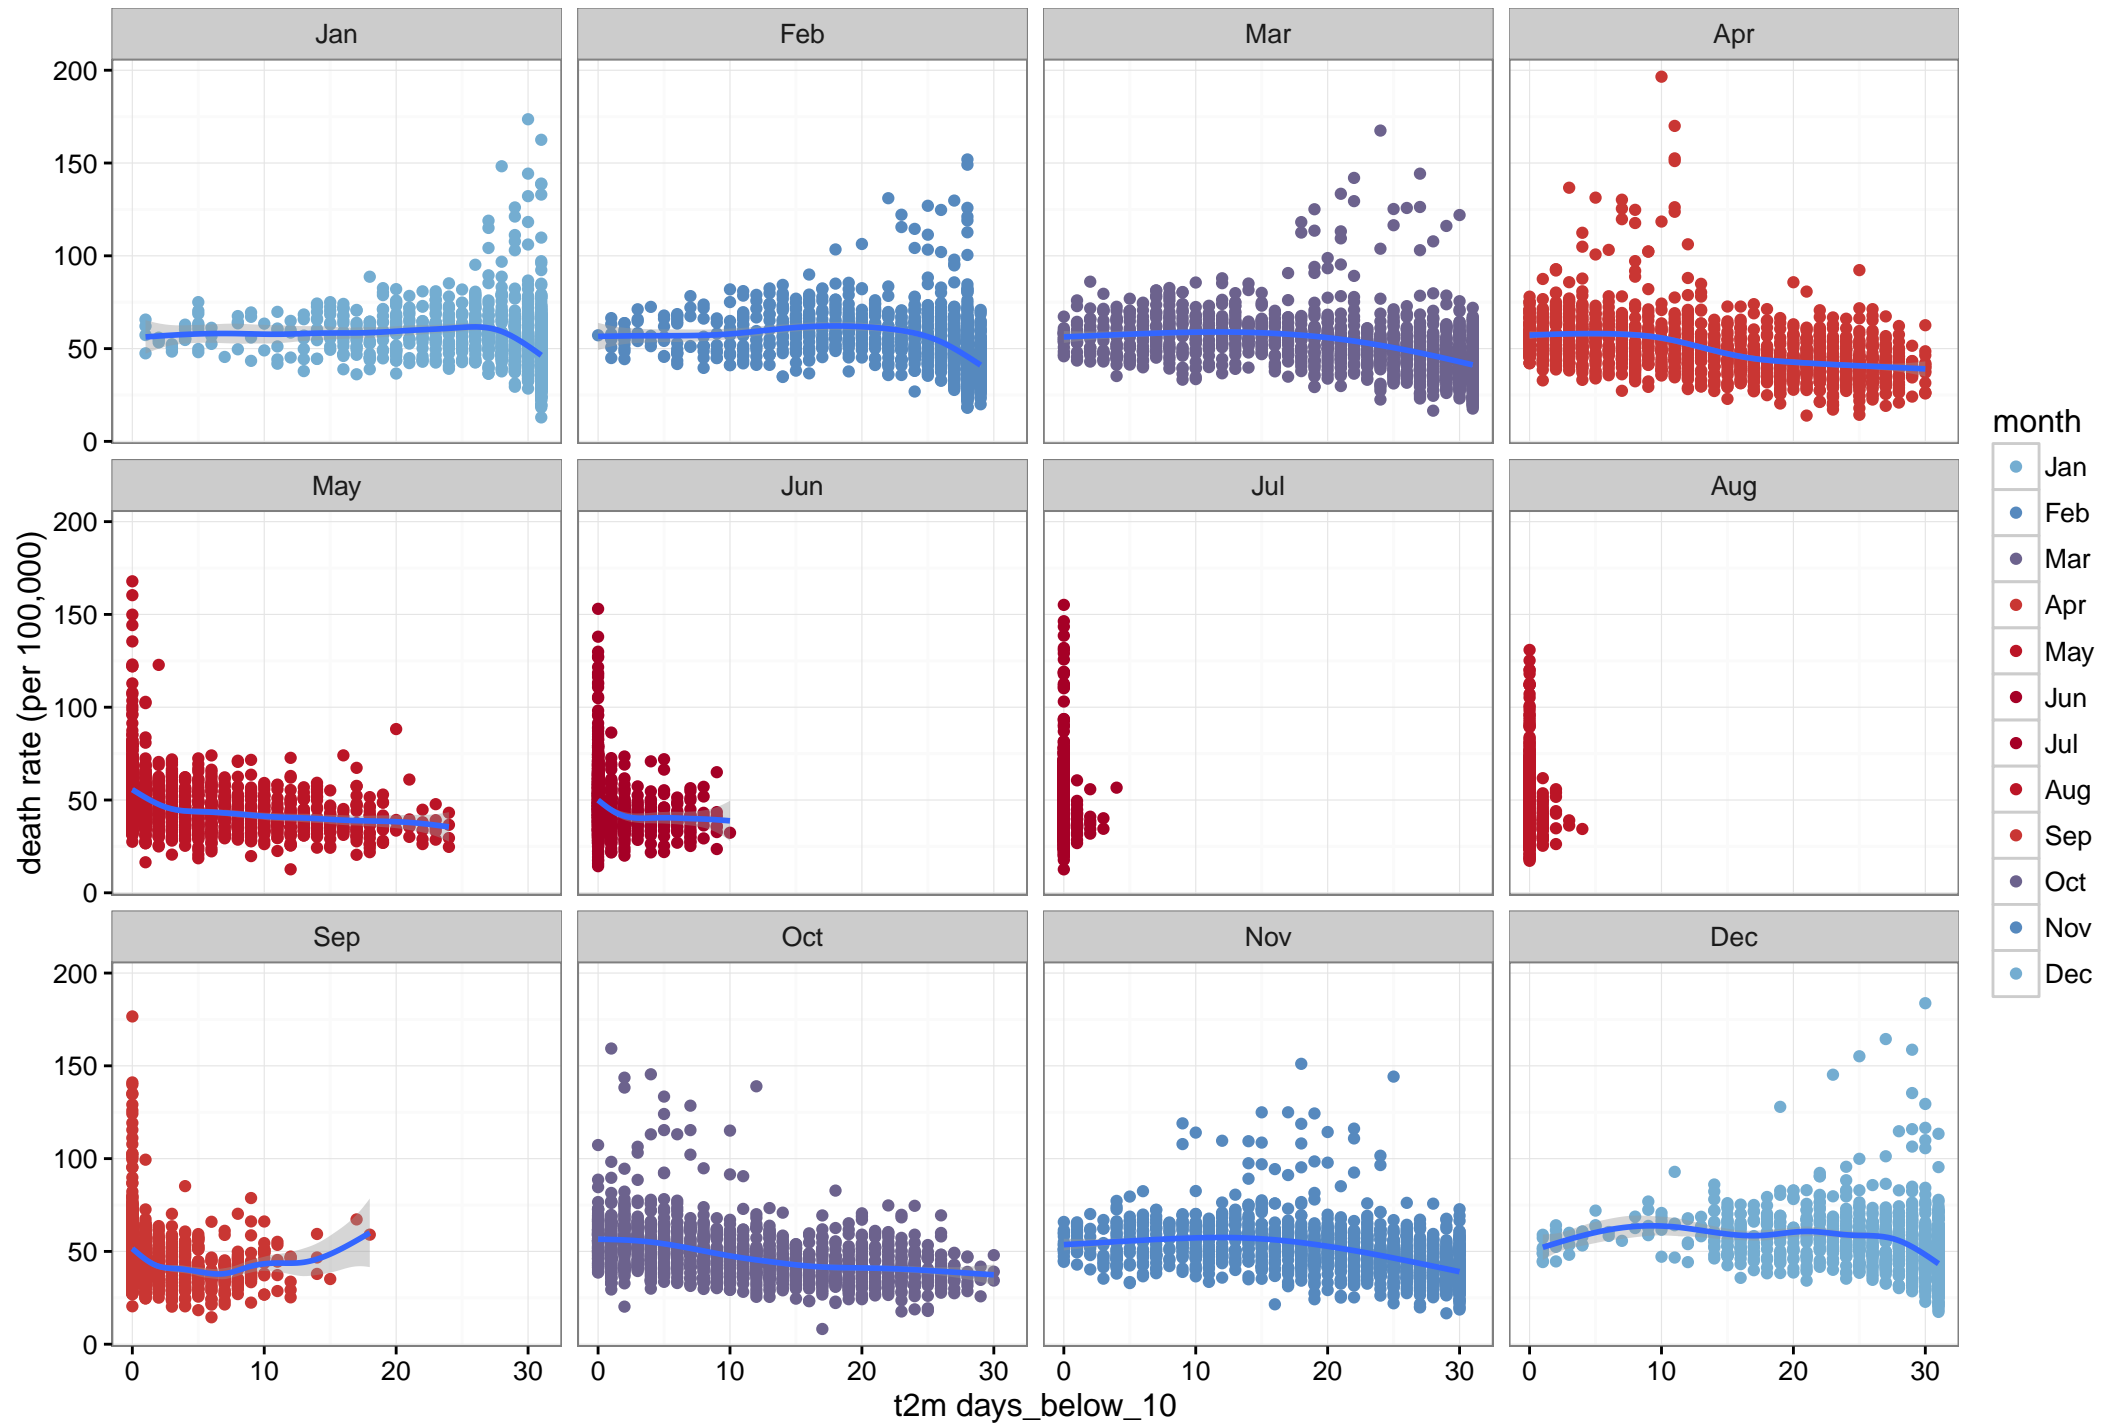 Jan Feb Mar Apr
200
150
100
50
0
May Jun Jul Aug
200
150
100
50
0
Sep Oct Nov Dec
200
150
100
50
0
0 10 20 30 0 10 20 30 0 10 20 30 0 10 20 30
t2m days_below_10
death rate (per 100,000)
month
Jan
Feb
Mar
Apr
May
Jun
Jul
Aug
Sep
Oct
Nov
Dec